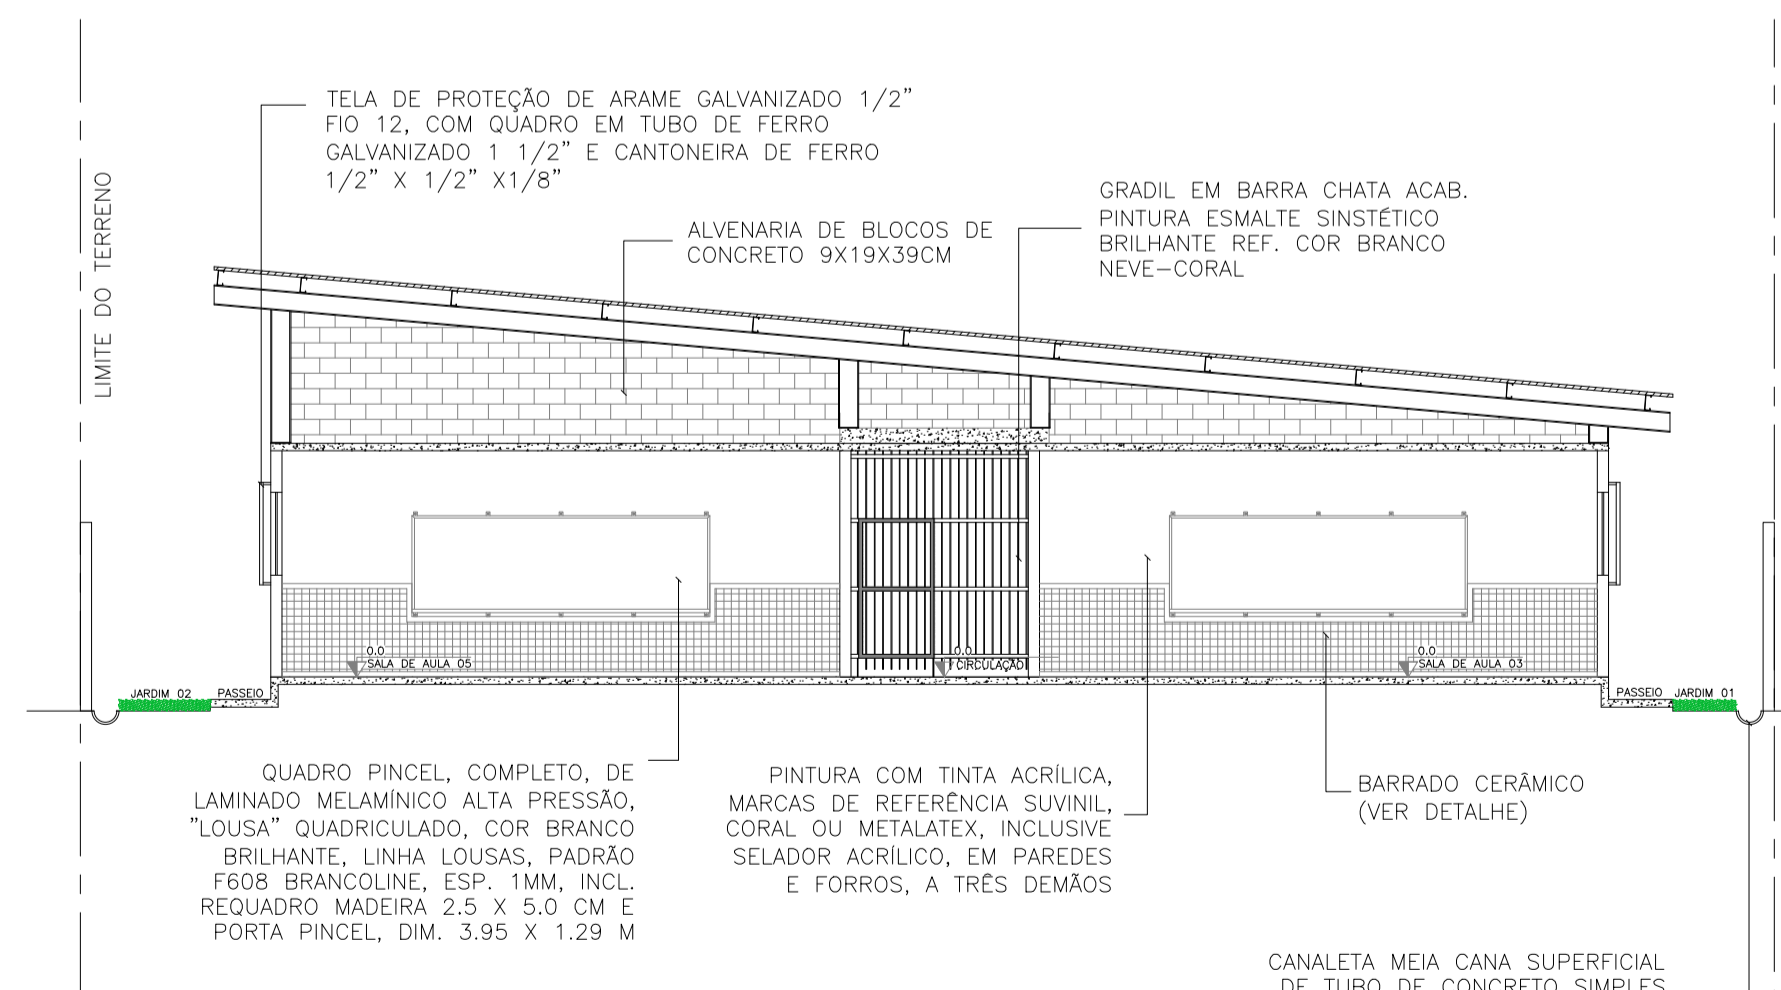 TELA DE PROTEÇÃO DE ARAME GALVANIZADO 1/2"
FIO 12, COM QUADRO EM TUBO DE FERRO
GALVANIZADO 1 1/2" E CANTONEIRA DE FERRO
1/2" X 1/2" X1/8"
LIMITE DO TERRENO
ALVENARIA DE BLOCOS DE
CONCRETO 9X19X39CM
GRADIL EM BARRA CHATA ACAB.
PINTURA ESMALTE SINSTÉTICO
BRILHANTE REF. COR BRANCO
NEVE-CORAL
0.0
SALA DE AULA 05
0.0
CIRCULAÇÃO
0.0
SALA DE AULA 03
JARDIM 02
PASSEIO
PASSEIO
JARDIM 01
QUADRO PINCEL, COMPLETO, DE
LAMINADO MELAMÍNICO ALTA PRESSÃO,
"LOUSA" QUADRICULADO, COR BRANCO
BRILHANTE, LINHA LOUSAS, PADRÃO
F608 BRANCOLINE, ESP. 1MM, INCL.
REQUADRO MADEIRA 2.5 X 5.0 CM E
PORTA PINCEL, DIM. 3.95 X 1.29 M
PINTURA COM TINTA ACRÍLICA,
MARCAS DE REFERÊNCIA SUVINIL,
CORAL OU METALATEX, INCLUSIVE
SELADOR ACRÍLICO, EM PAREDES
E FORROS, A TRÊS DEMÃOS
BARRADO CERÂMICO
(VER DETALHE)
CANALETA MEIA CANA SUPERFICIAL
DE TUBO DE CONCRETO SIMPLES